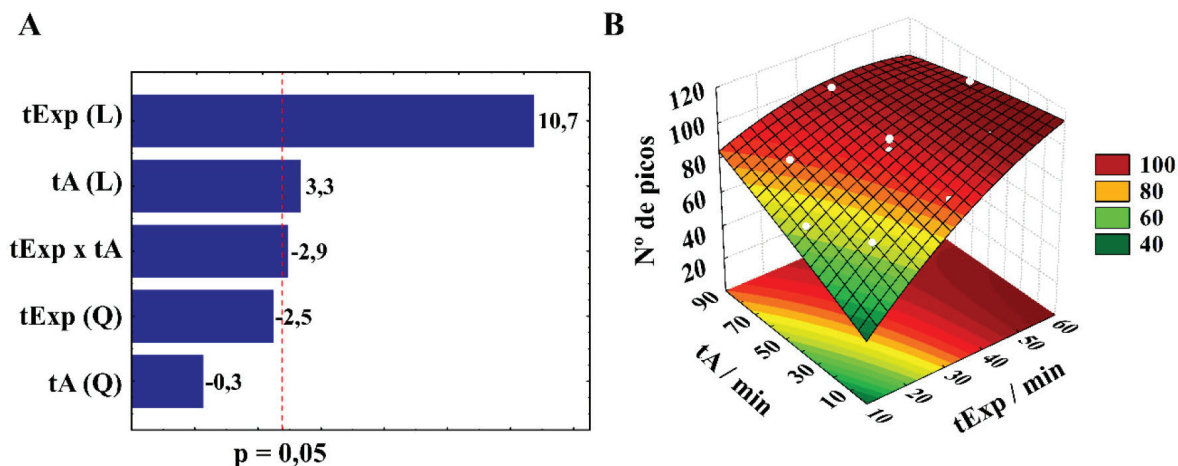 A
tExp (L)
10,7
tA (L)
3,3
tExp x tA
-2,9
tExp (Q)
-2,5
tA (Q)
-0,3
p = 0,05
B
Nº de picos
120
100
80
60
40
20
90
70
50
30
10
tA / min
10
20
30
40
50
60
tExp / min
100
80
60
40